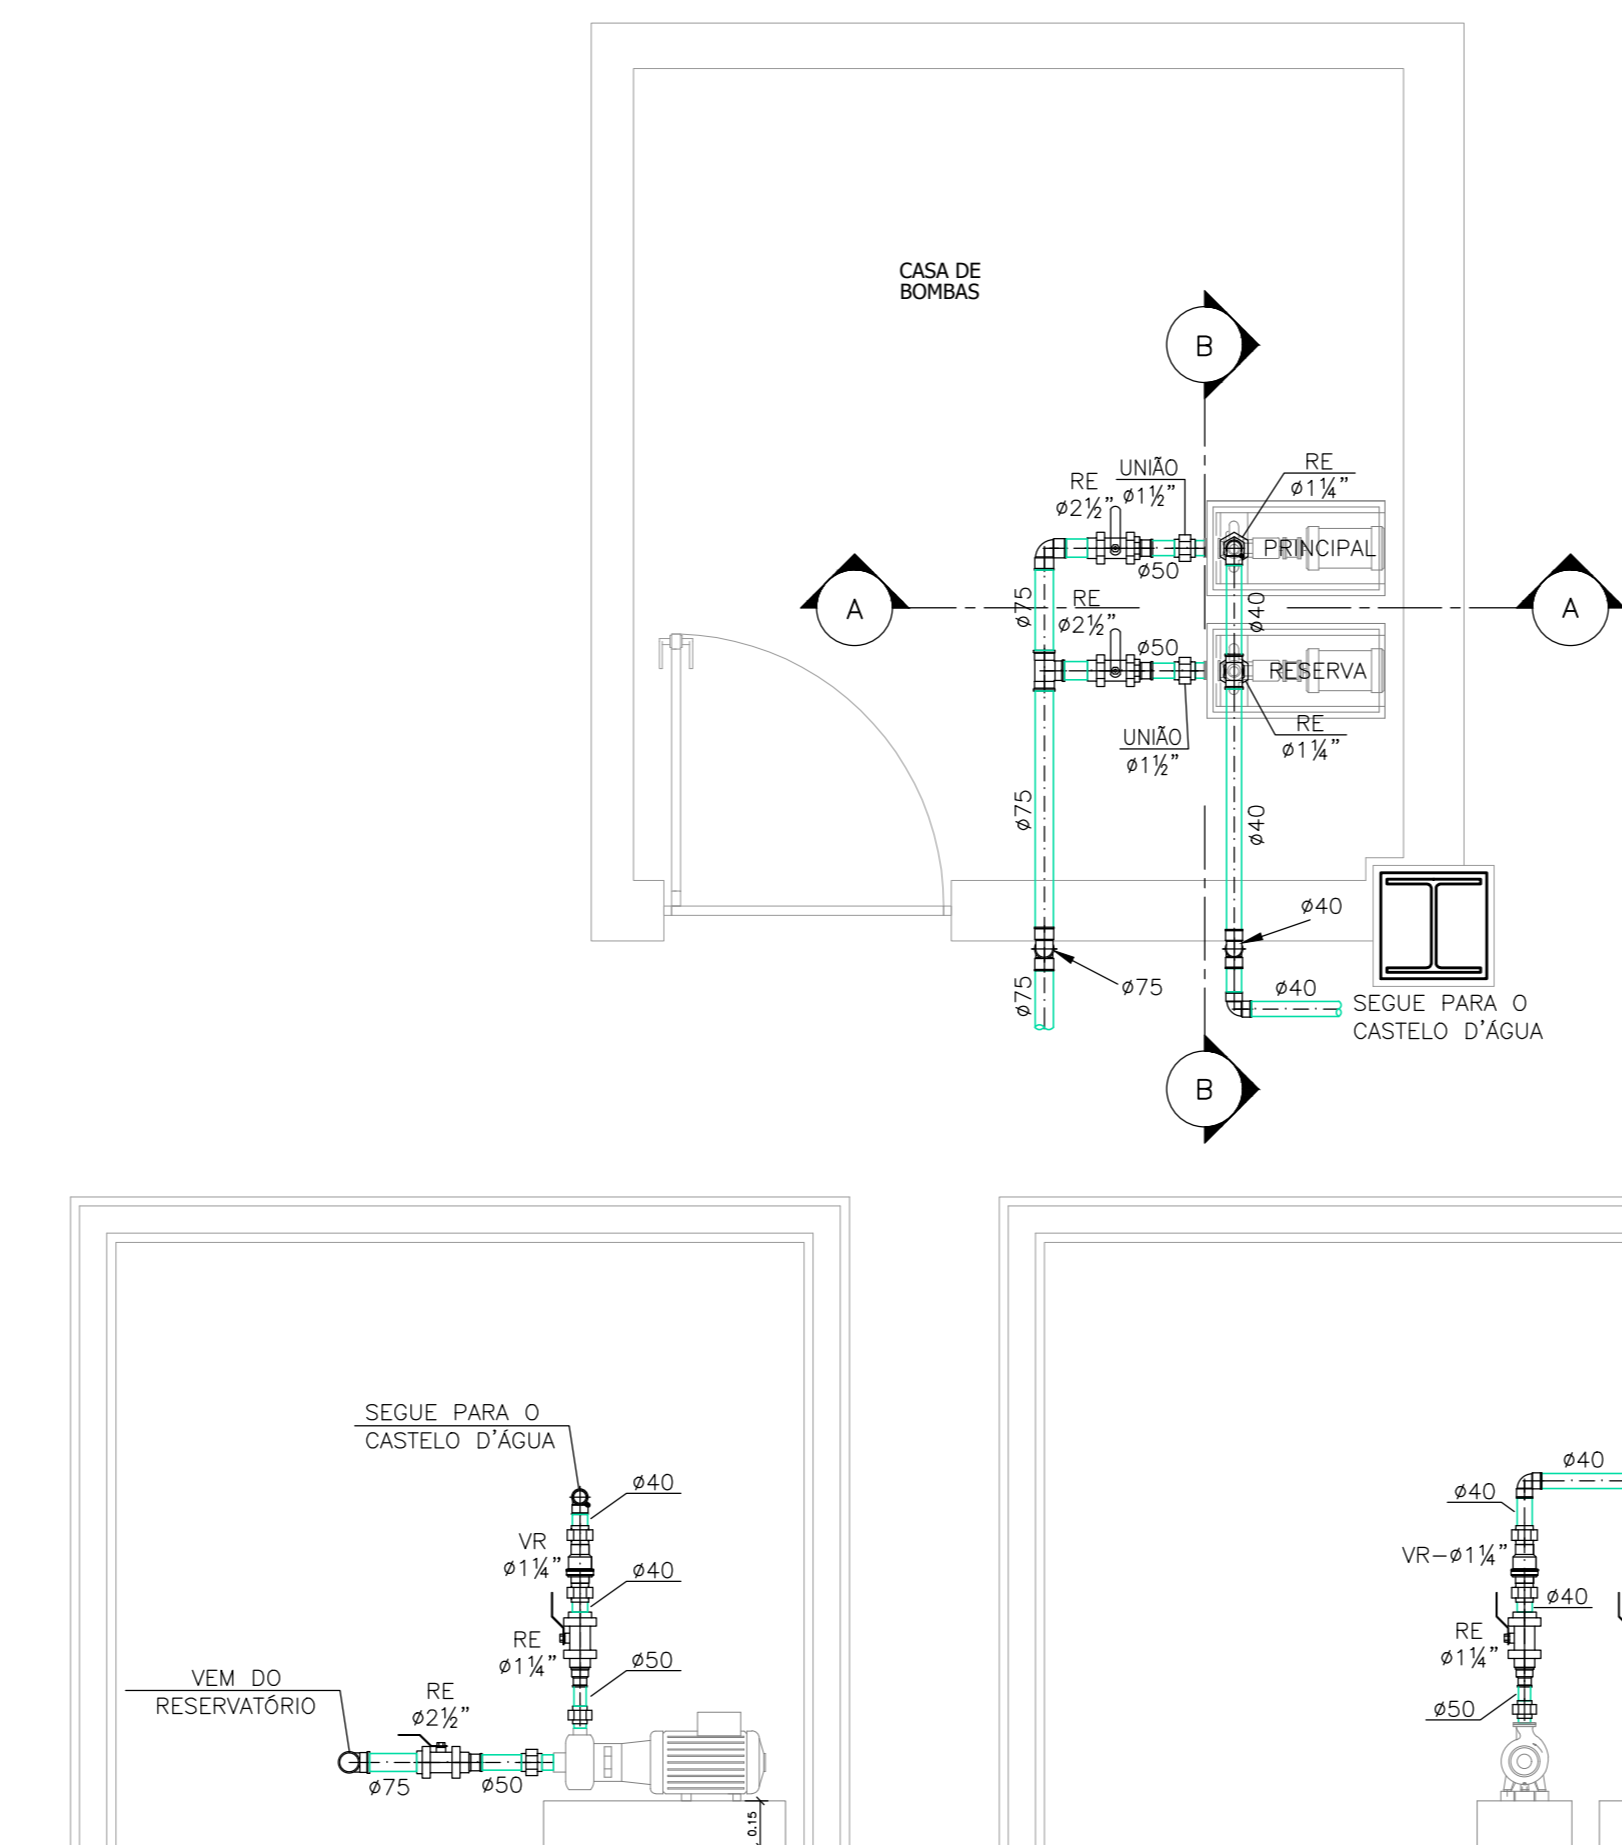 CASA DE
BOMBAS
B
UNIÃO
ø1½"
RE
ø2½"
RE
ø1¼"
PRINCIPAL
ø50
ø75
RE
ø2½"
ø40
A
A
ø50
RESERVA
UNIÃO
ø1½"
RE
ø1¼"
ø75
ø40
ø40
ø75
ø75
ø40
SEGUE PARA O
CASTELO D'ÁGUA
B
SEGUE PARA O
CASTELO D'ÁGUA
ø40
VR
ø1¼"
ø40
RE
ø1¼"
ø50
VEM DO
RESERVATÓRIO
RE
ø2½"
ø75
ø50
0.15
ø40
ø40
VR-ø1¼"
ø40
RE
ø1¼"
ø50